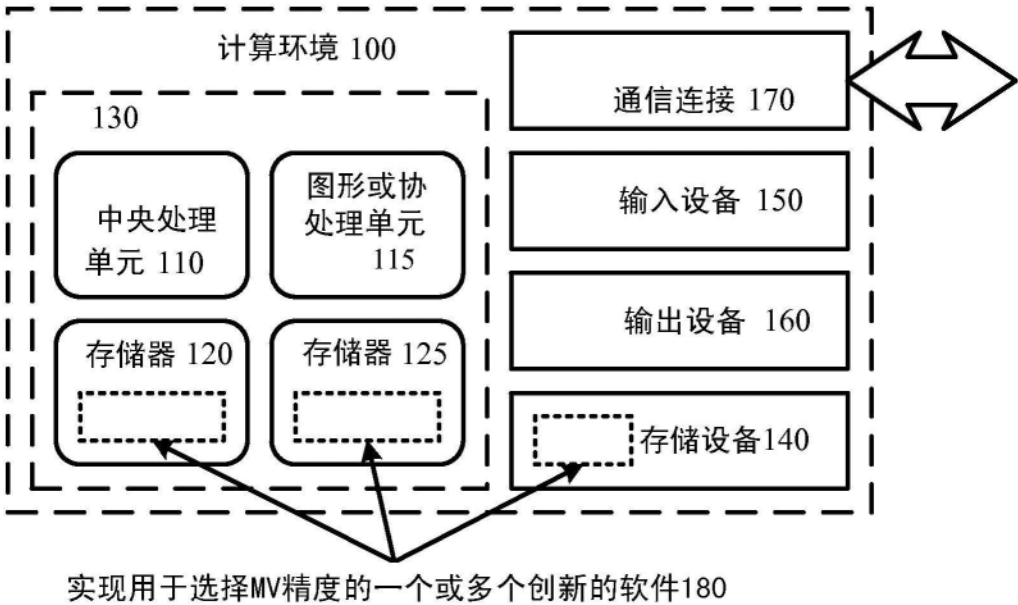 计算环境 100
130
中央处理
单元 110
图形或协
处理单元
115
存储器 120
存储器 125
通信连接 170
输入设备 150
输出设备 160
存储设备140
实现用于选择MV精度的一个或多个创新的软件180